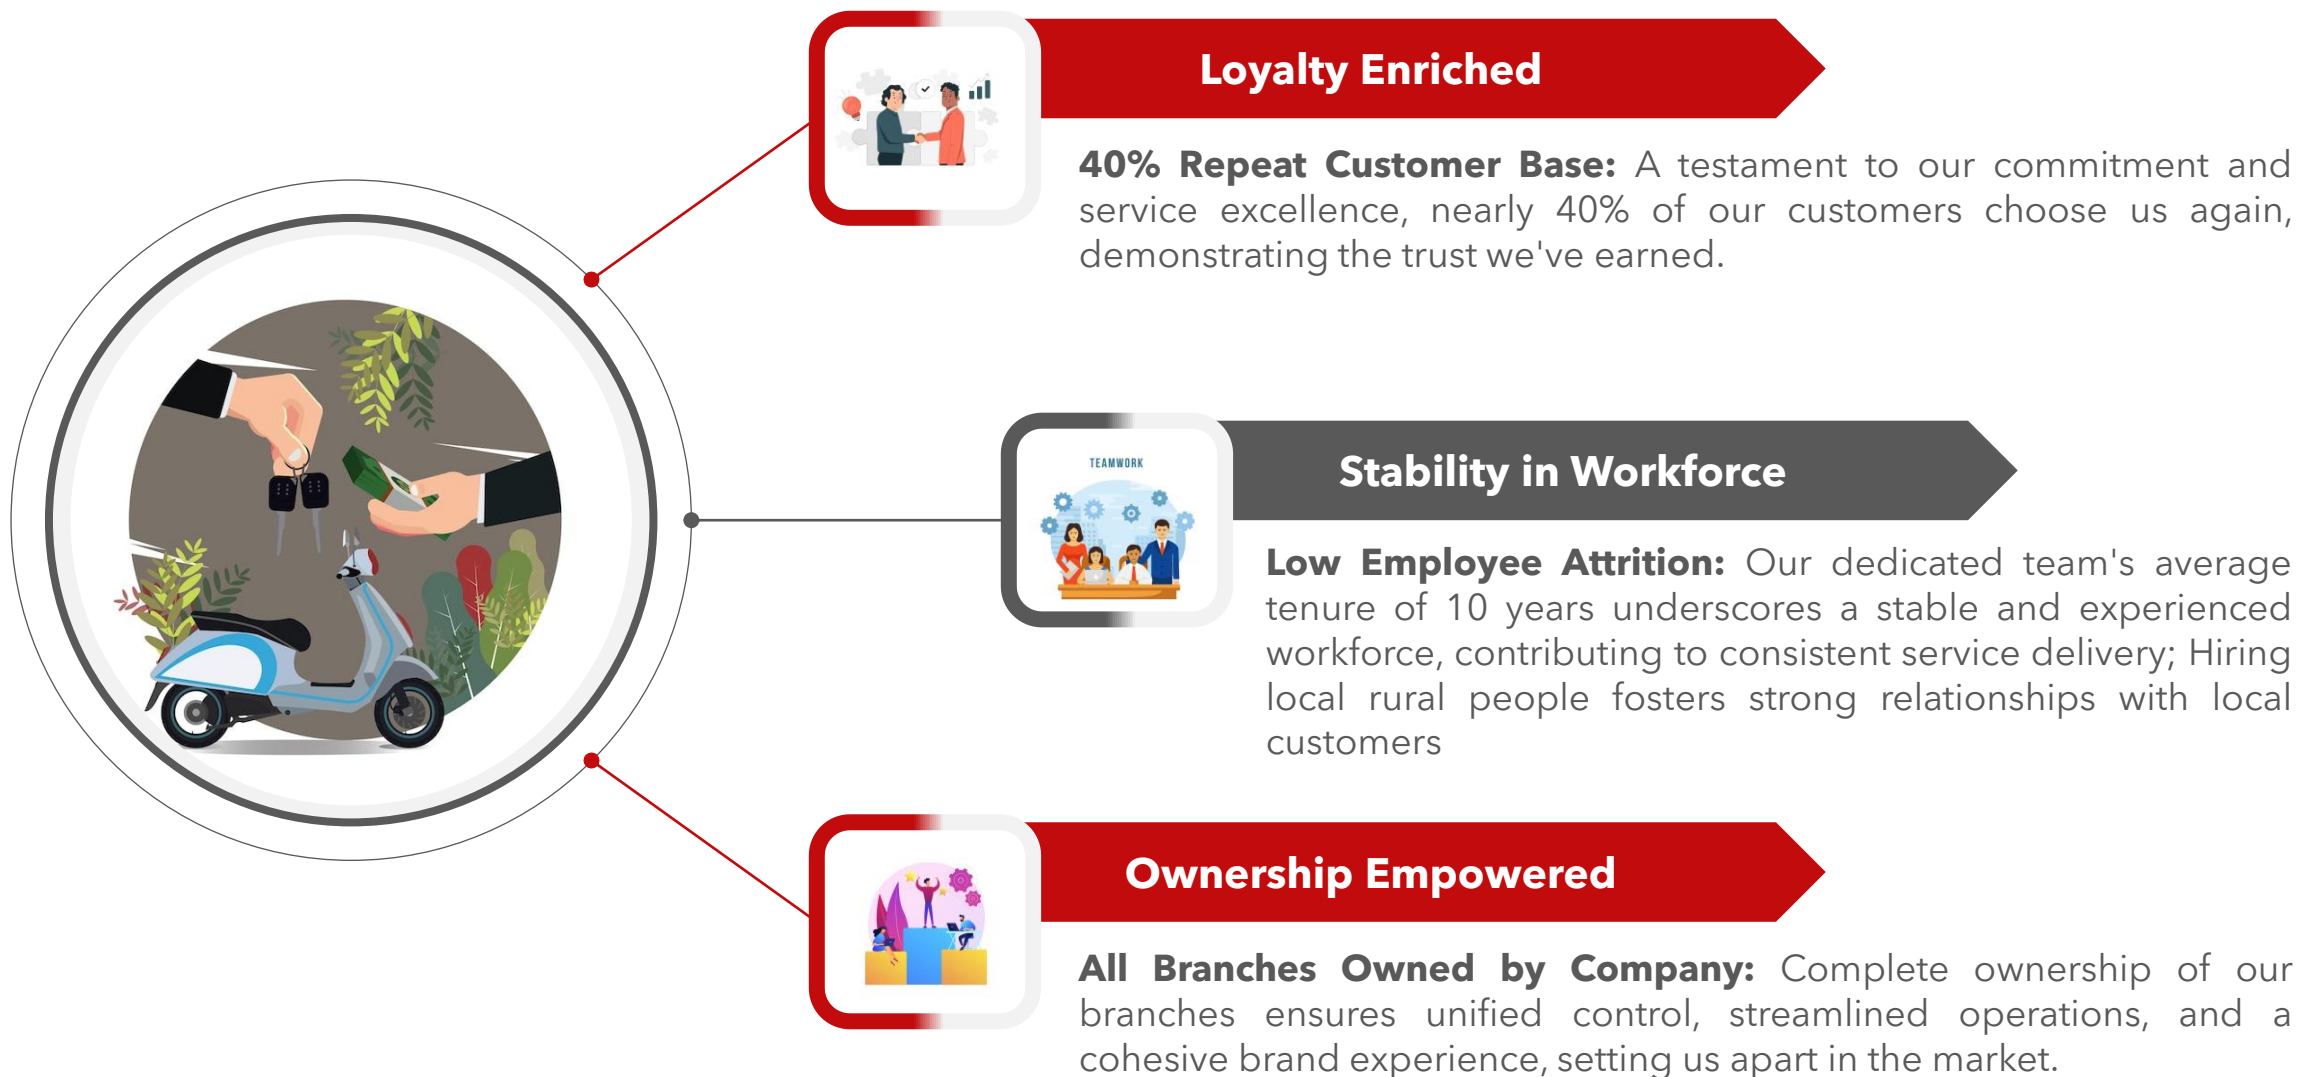 Loyalty Enriched
40% Repeat Customer Base: A testament to our commitment and
service excellence, nearly 40% of our customers choose us again,
demonstrating the trust we've earned.
TEAMWORK
Stability in Workforce
Low Employee Attrition: Our dedicated team's average
tenure of 10 years underscores a stable and experienced
workforce, contributing to consistent service delivery; Hiring
local rural people fosters strong relationships with local
customers
Ownership Empowered
All Branches Owned by Company: Complete ownership of our
branches ensures unified control, streamlined operations, and a
cohesive brand experience, setting us apart in the market.